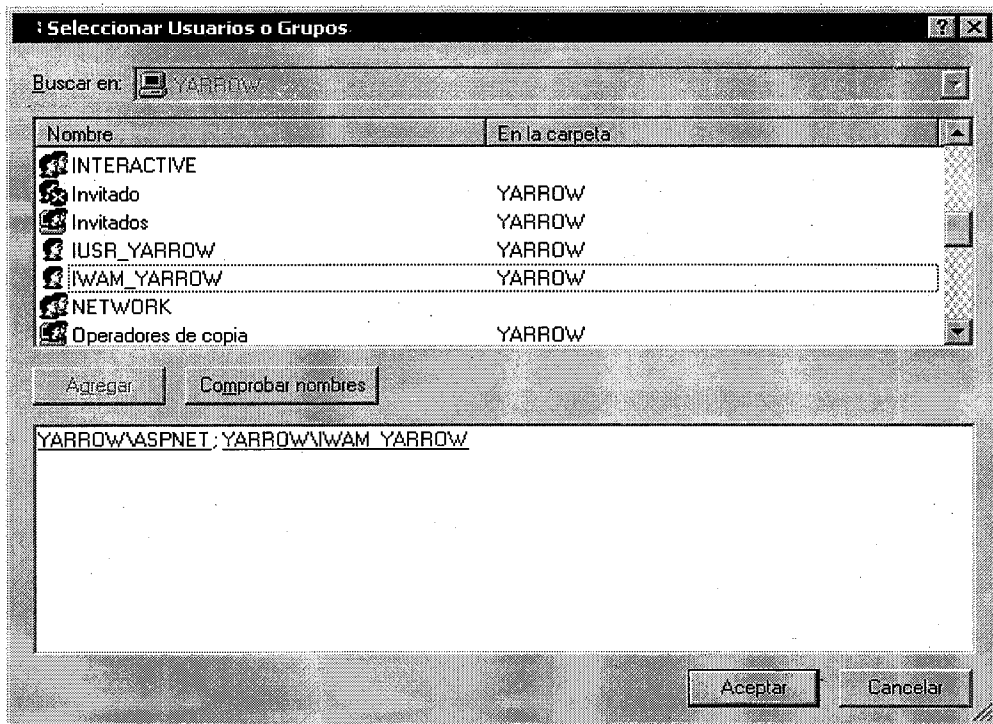 Seleccionar Usuarios o Grupos
Buscar en: YARROW
Nombre En la carpeta
INTERACTIVE
Invitado YARROW
Invitados YARROW
IUSR_YARROW YARROW
IWAM_YARROW YARROW
NETWORK
Operadores de copia YARROW
Agregar Comprobar nombres
YARROW\ASPNET; YARROW\IWAM_YARROW
Aceptar Cancelar